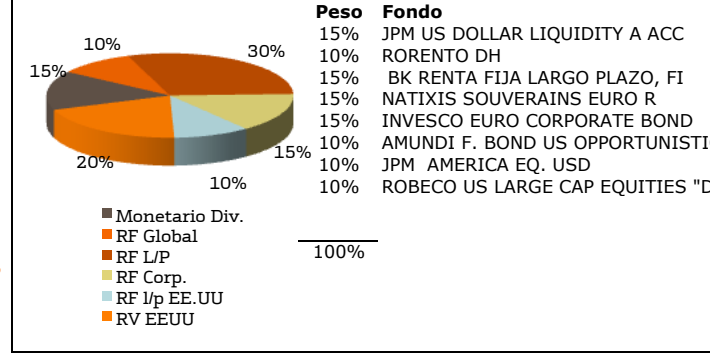 10%
30%
15%
20%
15%
10%
Monetario Div.
RF Global
RF L/P
RF Corp.
RF l/p EE.UU
RV EEUU
Peso Fondo
15% JPM US DOLLAR LIQUIDITY A ACC
10% RORENTO DH
15% BK RENTA FIJA LARGO PLAZO, FI
15% NATIXIS SOUVERAINS EURO R
15% INVESCO EURO CORPORATE BOND
10% AMUNDI F. BOND US OPPORTUNISTI
10% JPM AMERICA EQ. USD
10% ROBECO US LARGE CAP EQUITIES "D
100%